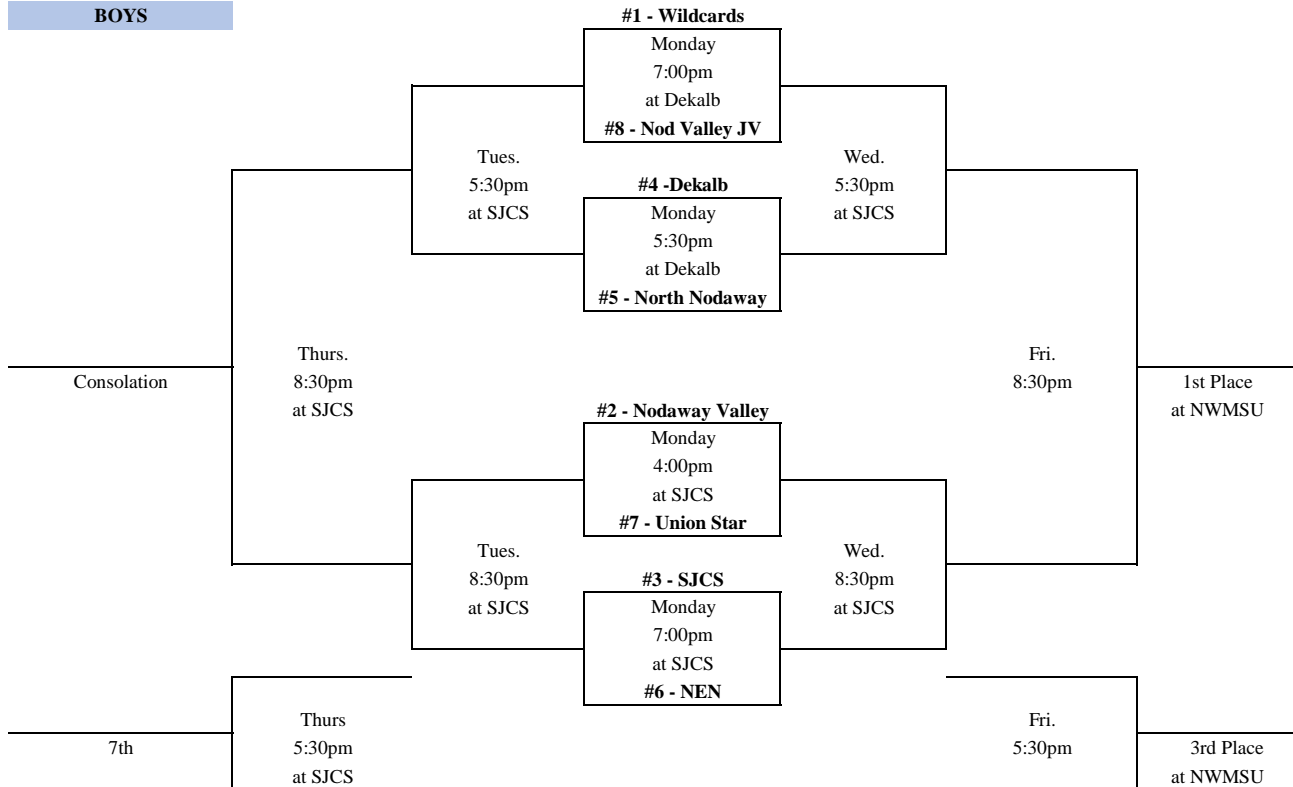 BOYS
#1 - Wildcards
Monday
7:00pm
at Dekalb
#8 - Nod Valley JV
Tues.
5:30pm
at SJCS
Wed.
5:30pm
at SJCS
#4 -Dekalb
Monday
5:30pm
at Dekalb
#5 - North Nodaway
Thurs.
8:30pm
at SJCS
Fri.
8:30pm
Consolation
1st Place
at NWMSU
#2 - Nodaway Valley
Monday
4:00pm
at SJCS
#7 - Union Star
Tues.
8:30pm
at SJCS
Wed.
8:30pm
at SJCS
#3 - SJCS
Monday
7:00pm
at SJCS
#6 - NEN
Thurs
5:30pm
at SJCS
Fri.
5:30pm
7th
3rd Place
at NWMSU